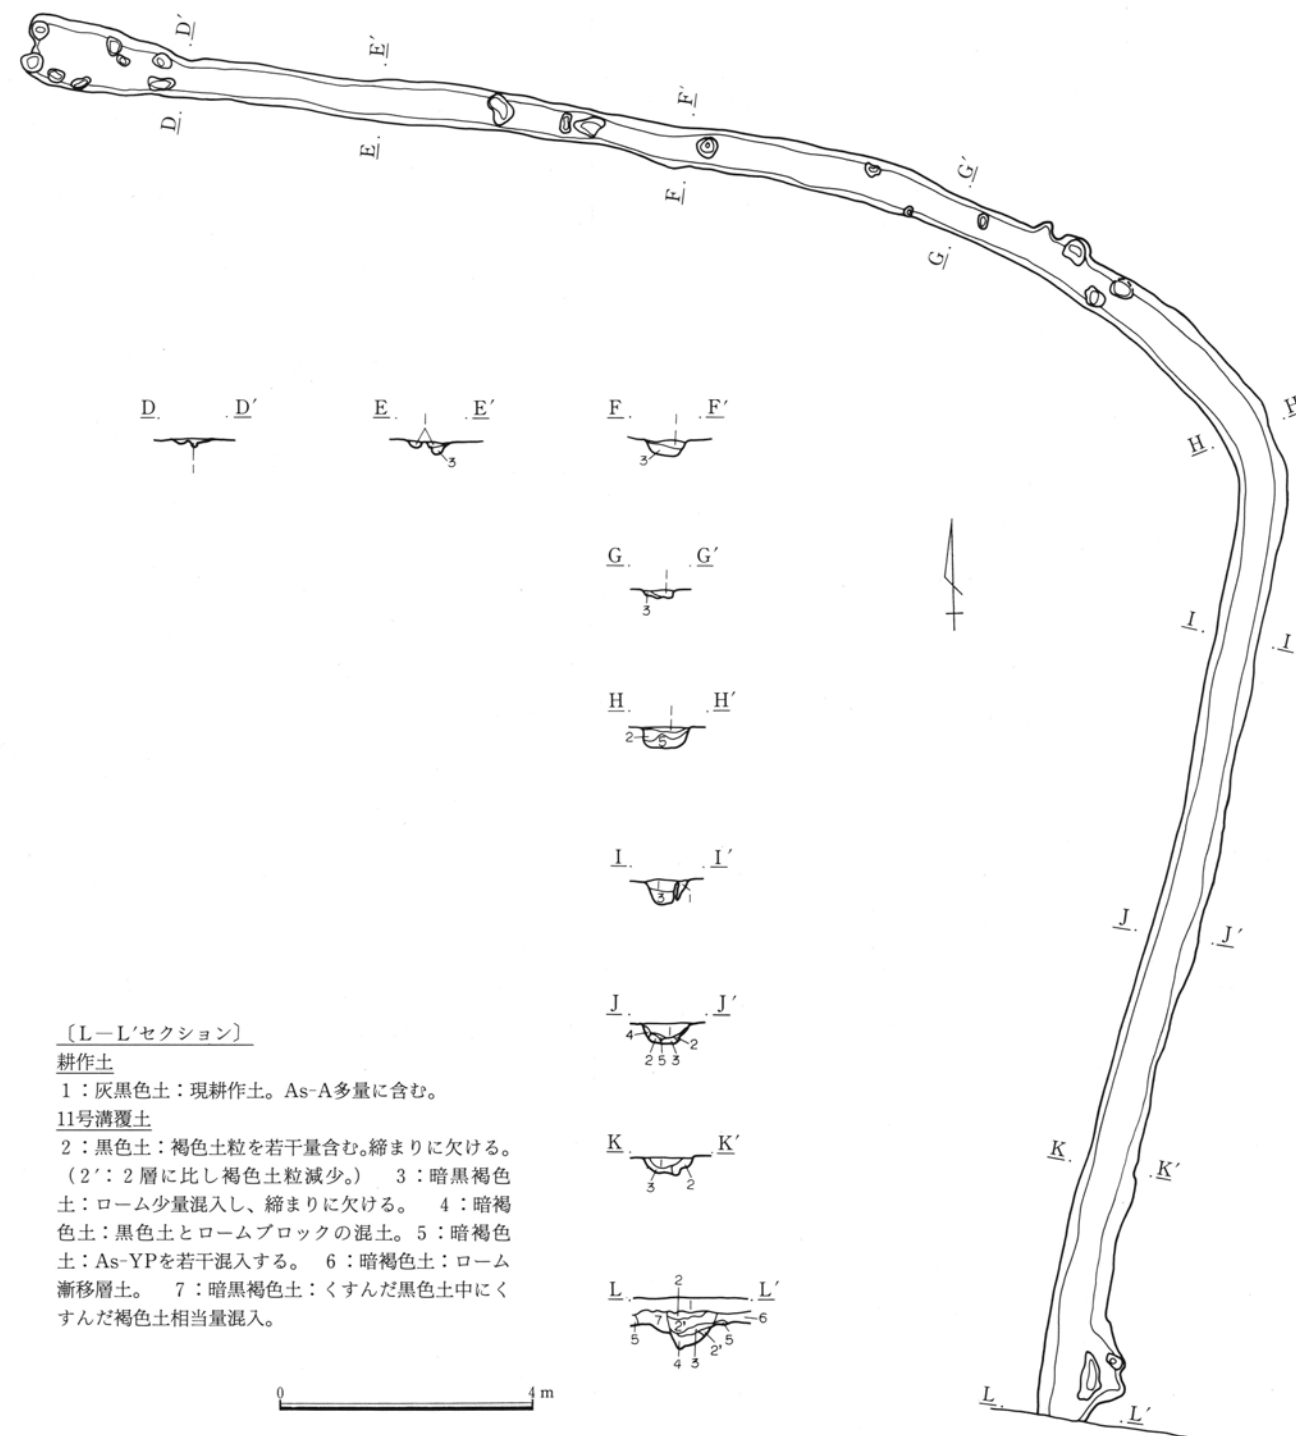 D′
E′
D
E
F′
F
G′
G
D D′ E E′ F F′
3
3
H
H
G G′
3
I
I
H H′
2 5
I I′
3
J
J′
J J′
4
2 5 3 2
K
K′
K K′
3 2
L L′
2
7 2′
5 5 6
4 3 2′
L
L′
〔L−L′セクション〕
耕作土
1：灰黒色土：現耕作土。As-A多量に含む。
11号溝覆土
2：黒色土：褐色土粒を若干量含む。締まりに欠ける。
（2′：2層に比し褐色土粒減少。） 3：暗黒褐色
土：ローム少量混入し、締まりに欠ける。 4：暗褐
色土：黒色土とロームブロックの混土。5：暗褐色
土：As-YPを若干混入する。 6：暗褐色土：ローム
漸移層土。 7：暗黒褐色土：くすんだ黒色土中にく
すんだ褐色土相当量混入。
0 4 m